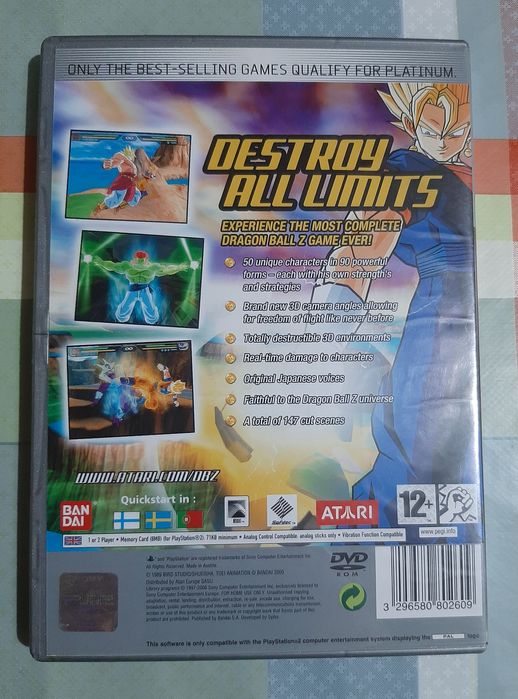 ONLY THE BEST-SELLING GAMES QUALIFY FOR PLATINUM.
DESTROY
ALL LIMITS
EXPERIENCE THE MOST COMPLETE
DRAGON BALL Z GAME EVER!
50 unique characters in 90 powerful
forms – each with his own strength's
and strategies
Brand new 3D camera angles allowing
for freedom of flight like never before
Totally destructible 3D environments
Real-time damage to characters
Original Japanese voices
Faithful to the Dragon Ball Z universe
A total of 147 cut scenes
WWW.ATARI.COM/DBZ
Quickstart in :
BAN
DAI
ATARI
12+
www.pegi.info
1 or 2 Player • Memory Card (8MB) (for PlayStation®2): 71KB minimum • Analog Control Compatible: analog sticks only • Vibration Function Compatible
DVD
ROM
3 296580 802609
This software is only compatible with the PlayStation®2 computer entertainment system displaying the PAL logo